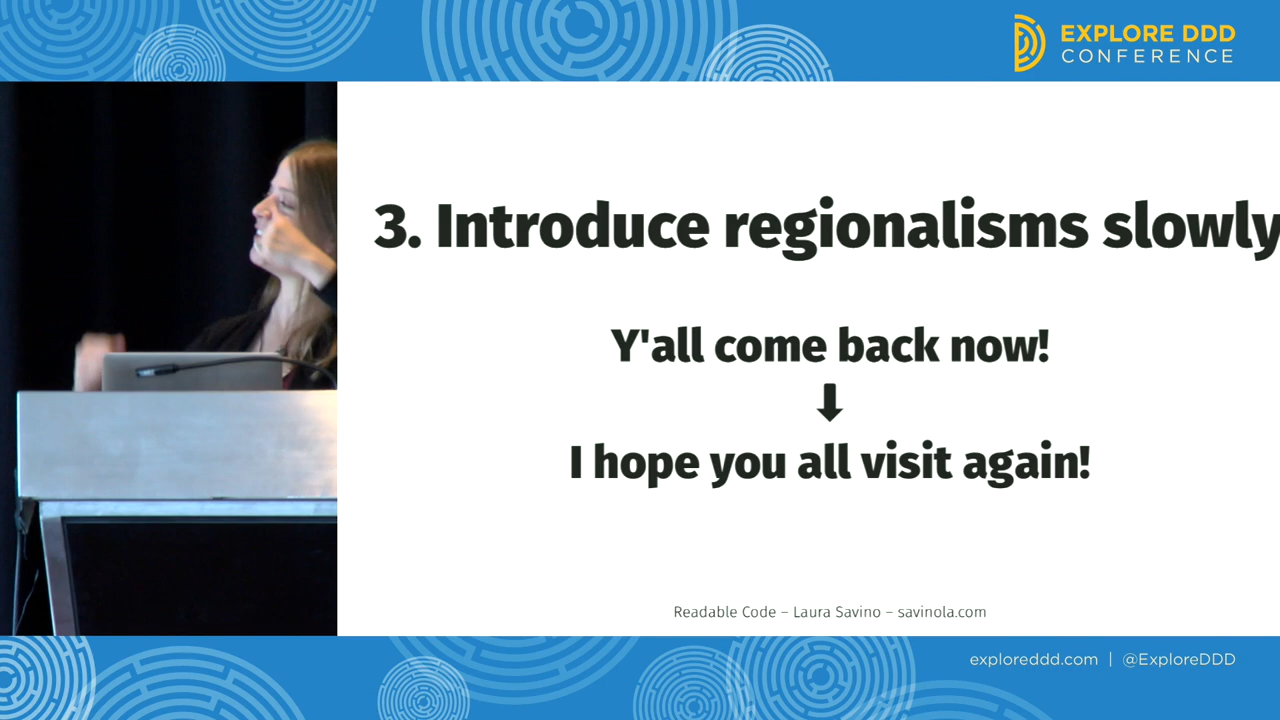 EXPLORE DDD
CONFERENCE
3. Introduce regionalisms slowly
Y'all come back now!
I hope you all visit again!
Readable Code – Laura Savino – savinola.com
exploreddd.com | @ExploreDDD